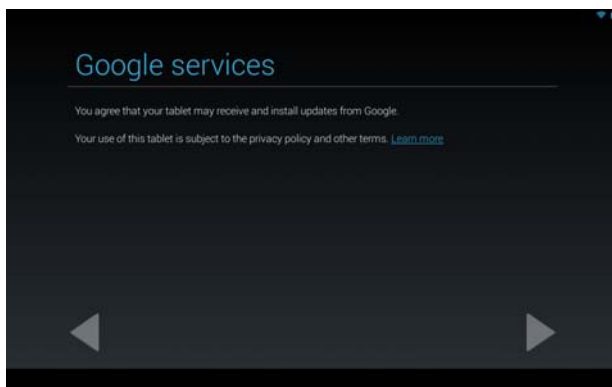 Google services
You agree that your tablet may receive and install updates from Google.
Your use of this tablet is subject to the privacy policy and other terms. Learn more